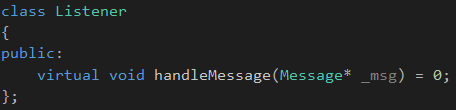 class Listener
{
public:
    virtual void handleMessage(Message* _msg) = 0;
};